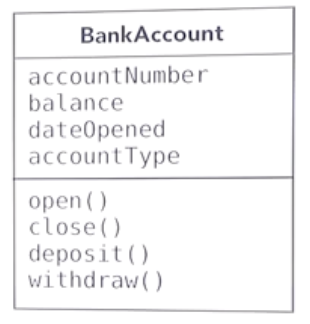 BankAccount
accountNumber
balance
dateOpened
accountType
open()
close()
deposit()
withdraw()